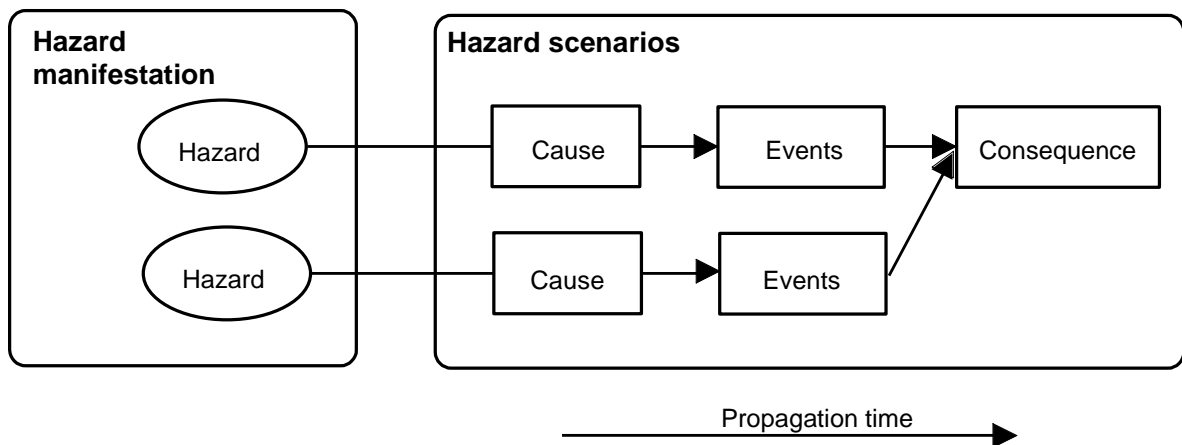 Hazard
manifestation
Hazard scenarios
Hazard
Cause
Events
Consequence
Hazard
Cause
Events
Propagation time